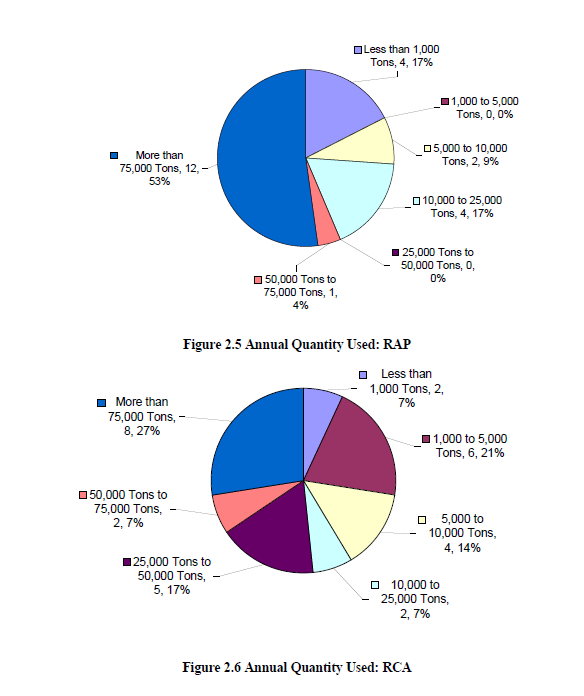 Less than 1,000
Tons, 4, 17%
1,000 to 5,000
Tons, 0, 0%
5,000 to 10,000
Tons, 2, 9%
10,000 to 25,000
Tons, 4, 17%
25,000 Tons to
50,000 Tons, 0,
0%
50,000 Tons to
75,000 Tons, 1,
4%
More than
75,000 Tons, 12,
53%
Figure 2.5 Annual Quantity Used: RAP
Less than
1,000 Tons, 2,
7%
1,000 to 5,000
Tons, 6, 21%
5,000 to
10,000 Tons,
4, 14%
10,000 to
25,000 Tons,
2, 7%
25,000 Tons to
50,000 Tons,
5, 17%
50,000 Tons to
75,000 Tons,
2, 7%
More than
75,000 Tons,
8, 27%
Figure 2.6 Annual Quantity Used: RCA